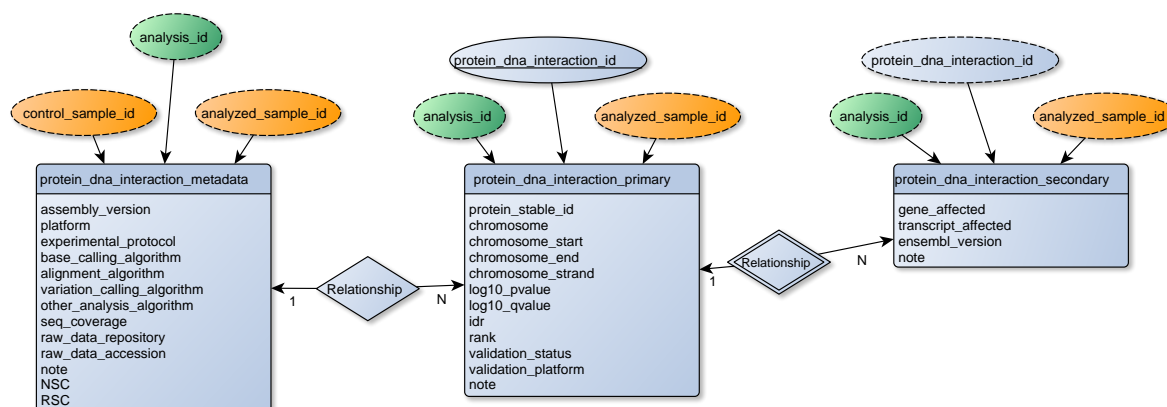 analysis_id
control_sample_id
analyzed_sample_id
protein_dna_interaction_metadata
assembly_version
platform
experimental_protocol
base_calling_algorithm
alignment_algorithm
variation_calling_algorithm
other_analysis_algorithm
seq_coverage
raw_data_repository
raw_data_accession
note
NSC
RSC
1
Relationship
N
protein_dna_interaction_id
analysis_id
analyzed_sample_id
protein_dna_interaction_primary
protein_stable_id
chromosome
chromosome_start
chromosome_end
chromosome_strand
log10_pvalue
log10_qvalue
idr
rank
validation_status
validation_platform
note
1
Relationship
N
protein_dna_interaction_id
analysis_id
analyzed_sample_id
protein_dna_interaction_secondary
gene_affected
transcript_affected
ensembl_version
note